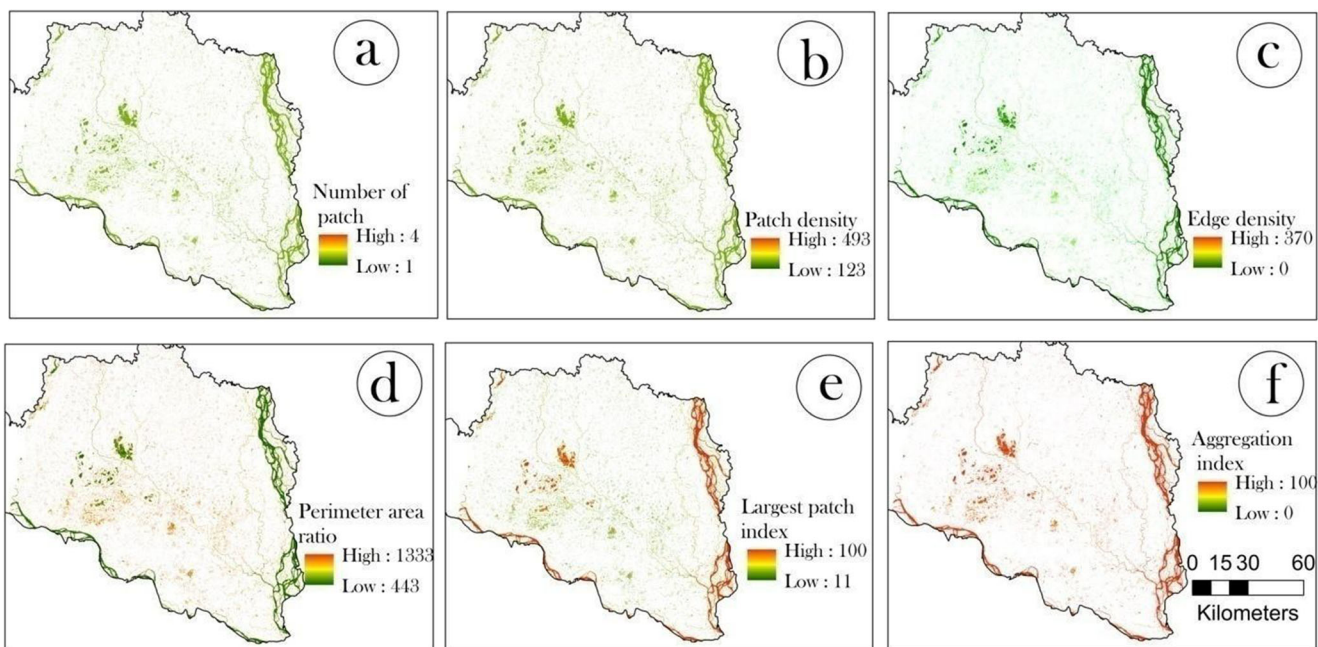 a
Number of
patch
High : 4
Low : 1
b
Patch density
High : 493
Low : 123
c
Edge density
High : 370
Low : 0
d
Perimeter area
ratio
High : 1333
Low : 443
e
Largest patch
index
High : 100
Low : 11
f
Aggregation
index
High : 100
Low : 0
0 15 30 60
Kilometers